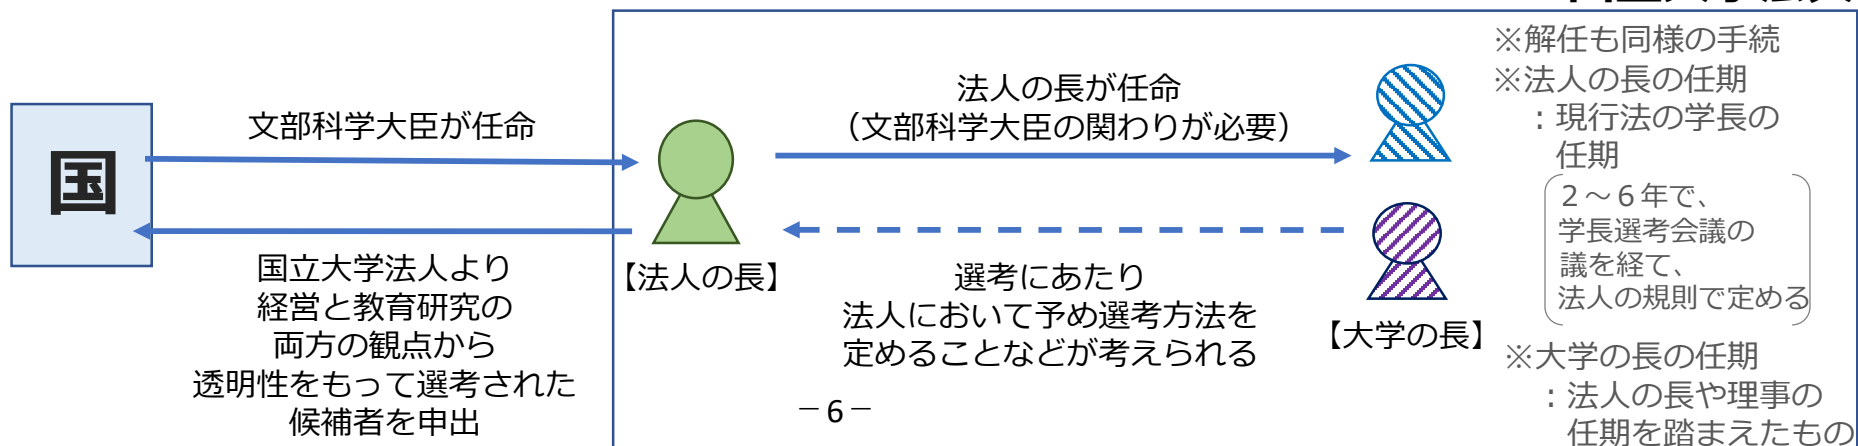 国
文部科学大臣が任命
国立大学法人より
経営と教育研究の
両方の観点から
透明性をもって選考された
候補者を申出
【法人の長】
法人の長が任命
（文部科学大臣の関わりが必要）
選考にあたり
法人において予め選考方法を
定めることなどが考えられる
【大学の長】
※解任も同様の手続
※法人の長の任期
：現行法の学長の
任期
２～６年で、
学長選考会議の
議を経て、
法人の規則で定める
※大学の長の任期
：法人の長や理事の
任期を踏まえたもの
－6－